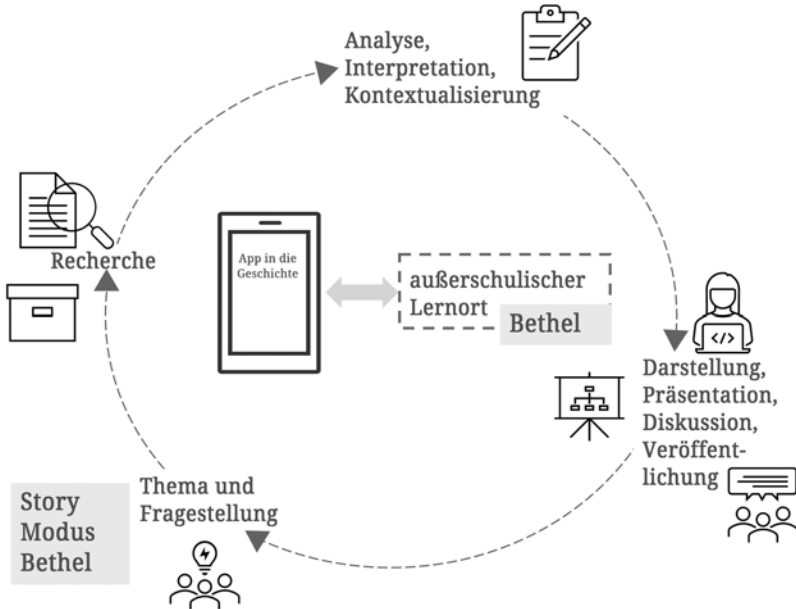 Analyse,
Interpretation,
Kontextualisierung
Recherche
App in die
Geschichte
außerschulischer
Lernort
Bethel
</>
Darstellung,
Präsentation,
Diskussion,
Veröffent-
lichung
Thema und
Fragestellung
Story
Modus
Bethel